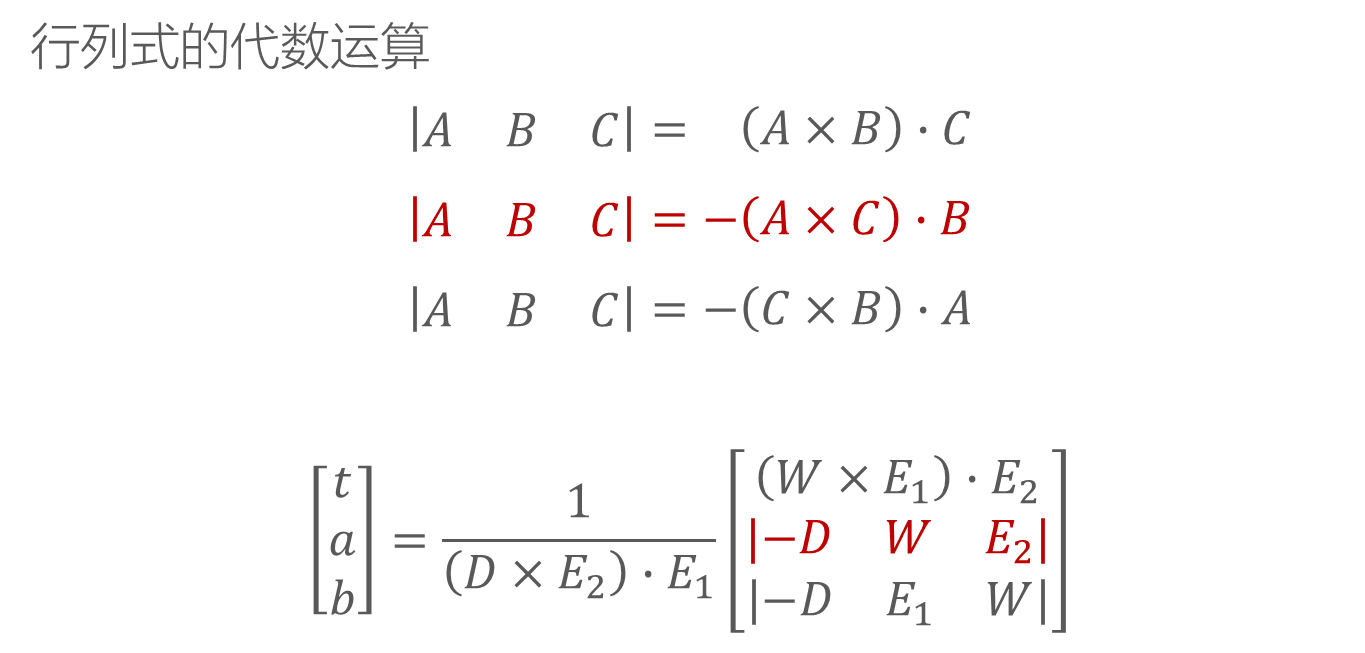 行列式的代数运算
|A B C| = (A × B) · C
|A B C| = −(A × C) · B
|A B C| = −(C × B) · A
[t a b] = 1 / (D × E₂) · E₁ [(W × E₁) · E₂
|−D W E₂|
|−D E₁ W|]